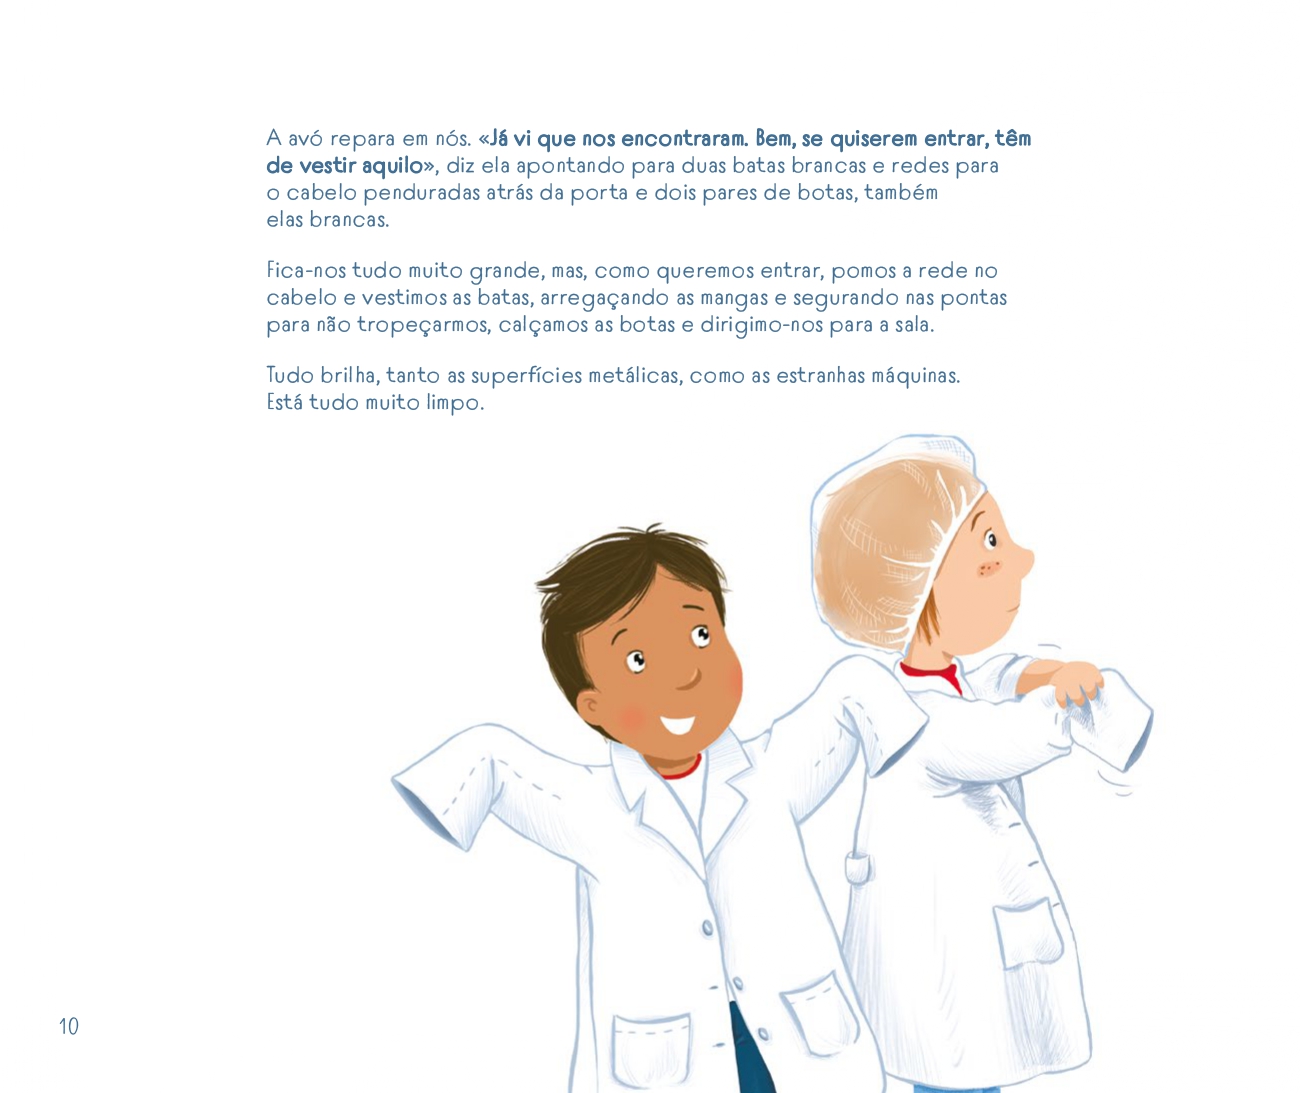 A avó repara em nós. «Já vi que nos encontraram. Bem, se quiserem entrar, têm
de vestir aquilo», diz ela apontando para duas batas brancas e redes para
o cabelo penduradas atrás da porta e dois pares de botas, também
elas brancas.
Fica-nos tudo muito grande, mas, como queremos entrar, pomos a rede no
cabelo e vestimos as batas, arregaçando as mangas e segurando nas pontas
para não tropeçarmos, calçamos as botas e dirigimo-nos para a sala.
Tudo brilha, tanto as superfícies metálicas, como as estranhas máquinas.
Está tudo muito limpo.
10